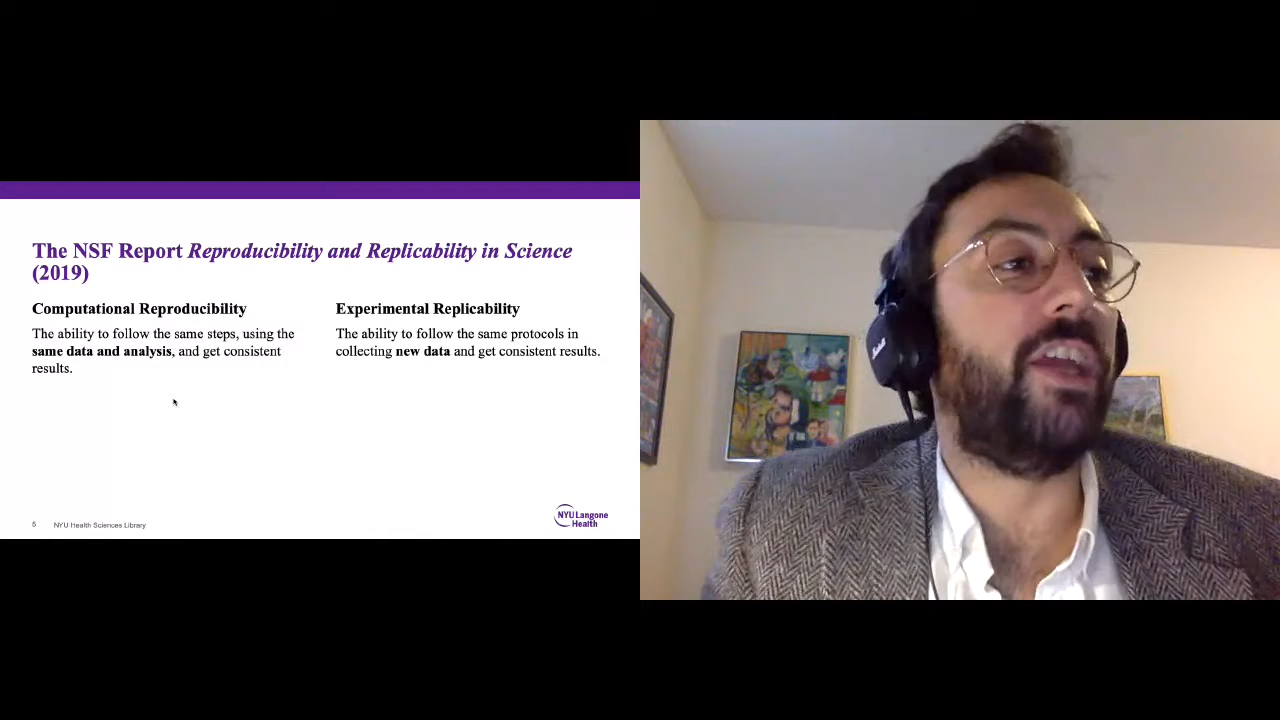 The NSF Report Reproducibility and Replicability in Science
(2019)
Computational Reproducibility
The ability to follow the same steps, using the
same data and analysis, and get consistent
results.
Experimental Replicability
The ability to follow the same protocols in
collecting new data and get consistent results.
5 NYU Health Sciences Library
NYU Langone
Health
Marshall